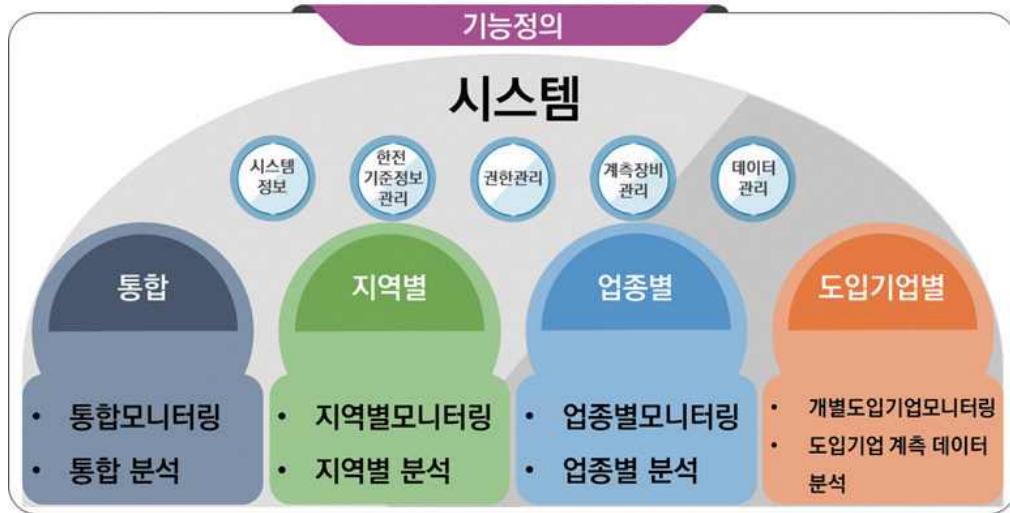 기능정의
시스템
시스템
정보
한전
기준정보
관리
권한관리
계측장비
관리
데이터
관리
통합
지역별
업종별
도입기업별
• 통합모니터링
• 통합 분석
• 지역별모니터링
• 지역별 분석
• 업종별모니터링
• 업종별 분석
• 개별도입기업모니터링
• 도입기업 계측 데이터
분석